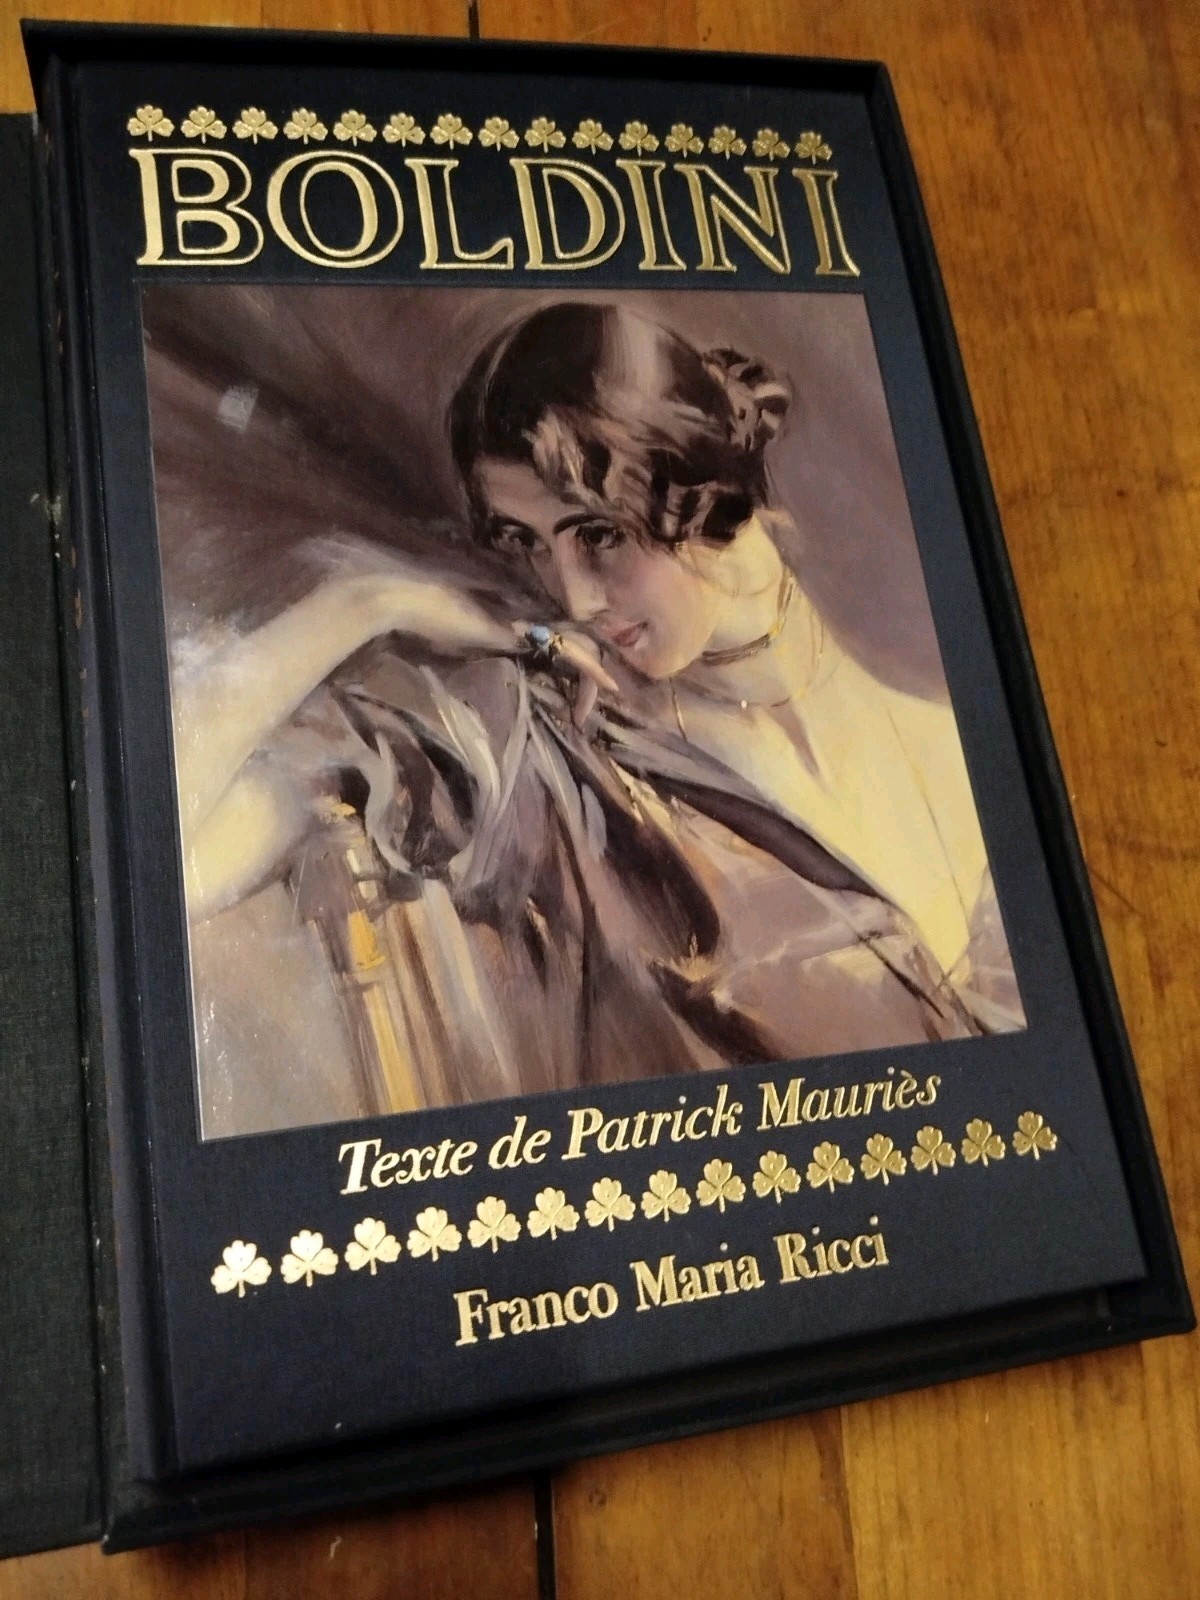 BOLDINI
Texte de Patrick Mauriès
Franco Maria Ricci